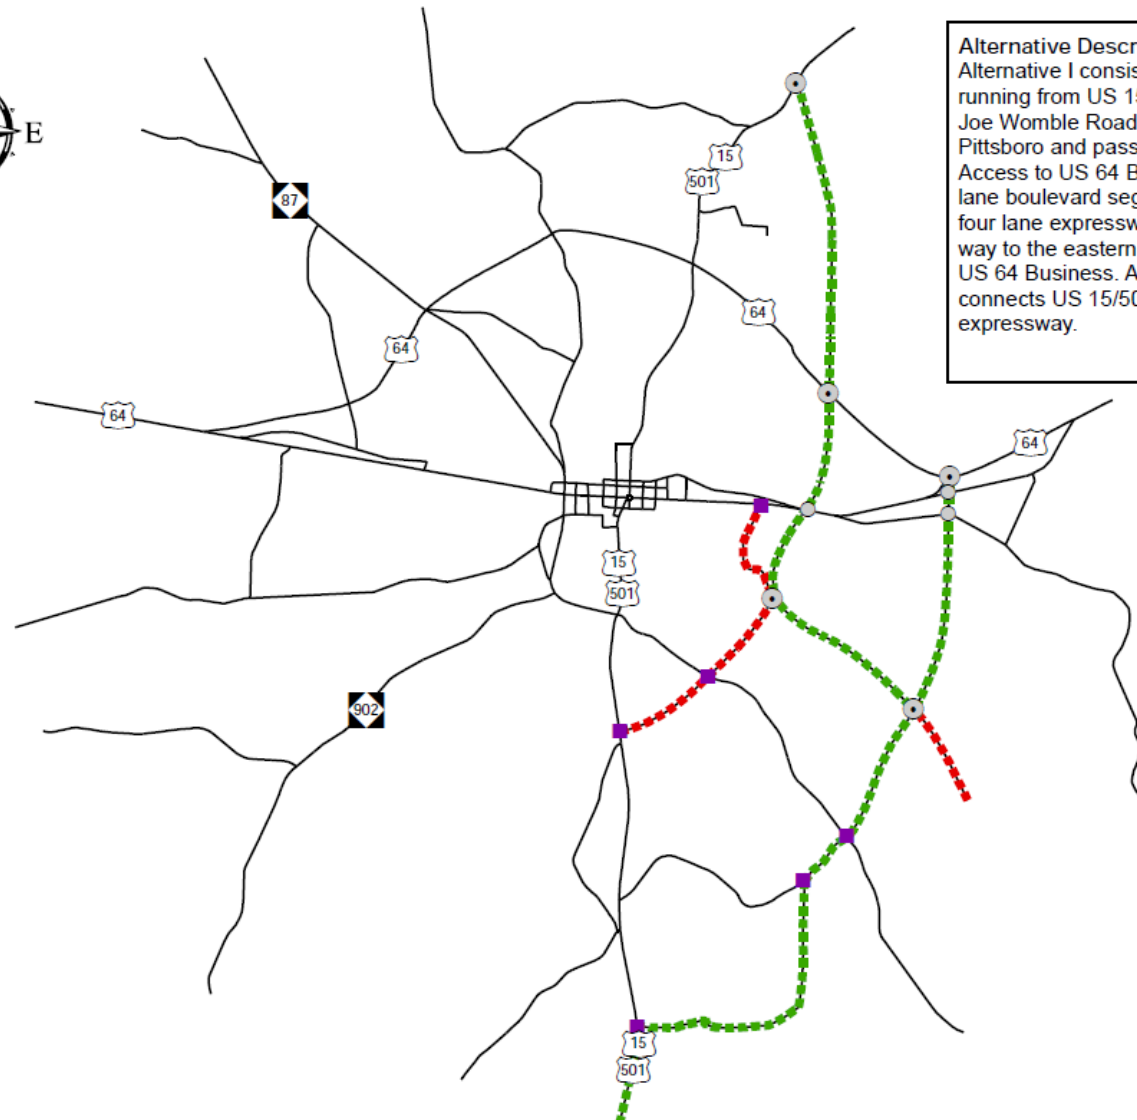 Alternative Descr
Alternative I consis
running from US 15
Joe Womble Road
Pittsboro and pass
Access to US 64 B
lane boulevard seg
four lane expressw
way to the eastern
US 64 Business. A
connects US 15/50
expressway.
E
15
501
87
64
64
64
64
15
501
902
15
501